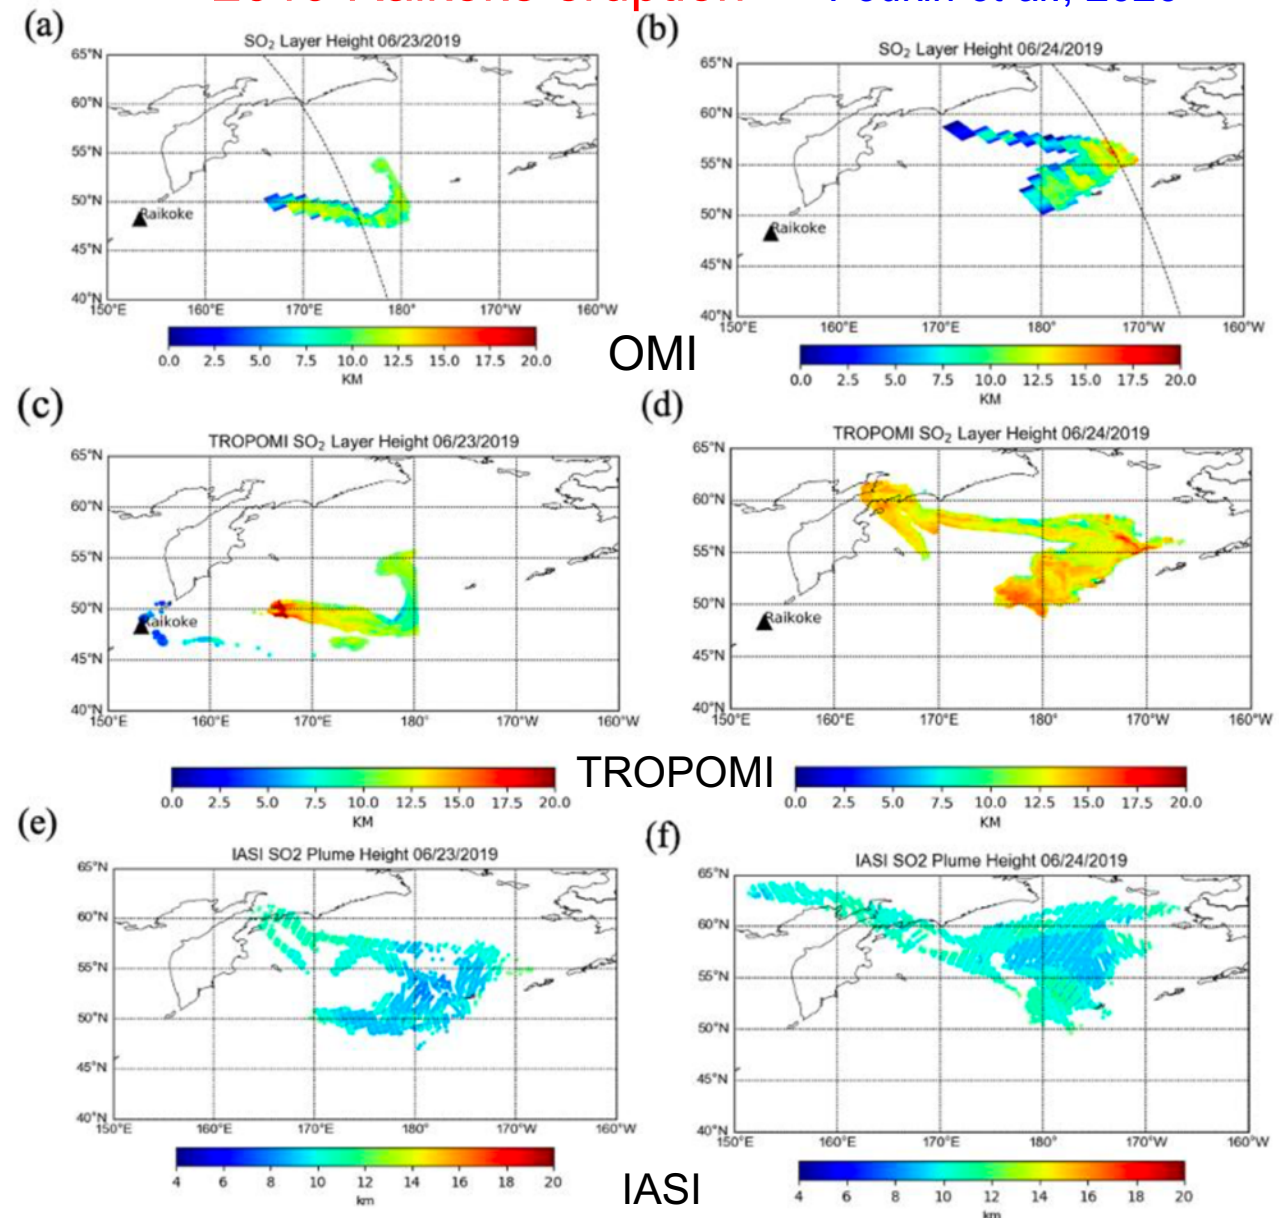 Raikoke eruption et al.,
(a)
SO₂ Layer Height 06/23/2019
65°N
60°N
55°N
50°N
45°N
40°N
Raikoke
150°E 160°E 170°E 180° 170°W 160°W
0.0 2.5 5.0 7.5 10.0 12.5 15.0 17.5 20.0
KM
(b)
SO₂ Layer Height 06/24/2019
65°N
60°N
55°N
50°N
45°N
40°N
Raikoke
150°E 160°E 170°E 180° 170°W 160°W
0.0 2.5 5.0 7.5 10.0 12.5 15.0 17.5 20.0
KM
OMI
(c)
TROPOMI SO₂ Layer Height 06/23/2019
65°N
60°N
55°N
50°N
45°N
40°N
Raikoke
150°E 160°E 170°E 180° 170°W 160°W
0.0 2.5 5.0 7.5 10.0 12.5 15.0 17.5 20.0
KM
(d)
TROPOMI SO₂ Layer Height 06/24/2019
65°N
60°N
55°N
50°N
45°N
40°N
Raikoke
150°E 160°E 170°E 180° 170°W 160°W
0.0 2.5 5.0 7.5 10.0 12.5 15.0 17.5 20.0
KM
TROPOMI
(e)
IASI SO2 Plume Height 06/23/2019
65°N
60°N
55°N
50°N
45°N
40°N
150°E 160°E 170°E 180° 170°W 160°W
4 6 8 10 12 14 16 18 20
km
(f)
IASI SO2 Plume Height 06/24/2019
65°N
60°N
55°N
50°N
45°N
40°N
150°E 160°E 170°E 180° 170°W 160°W
4 6 8 10 12 14 16 18 20
km
IASI